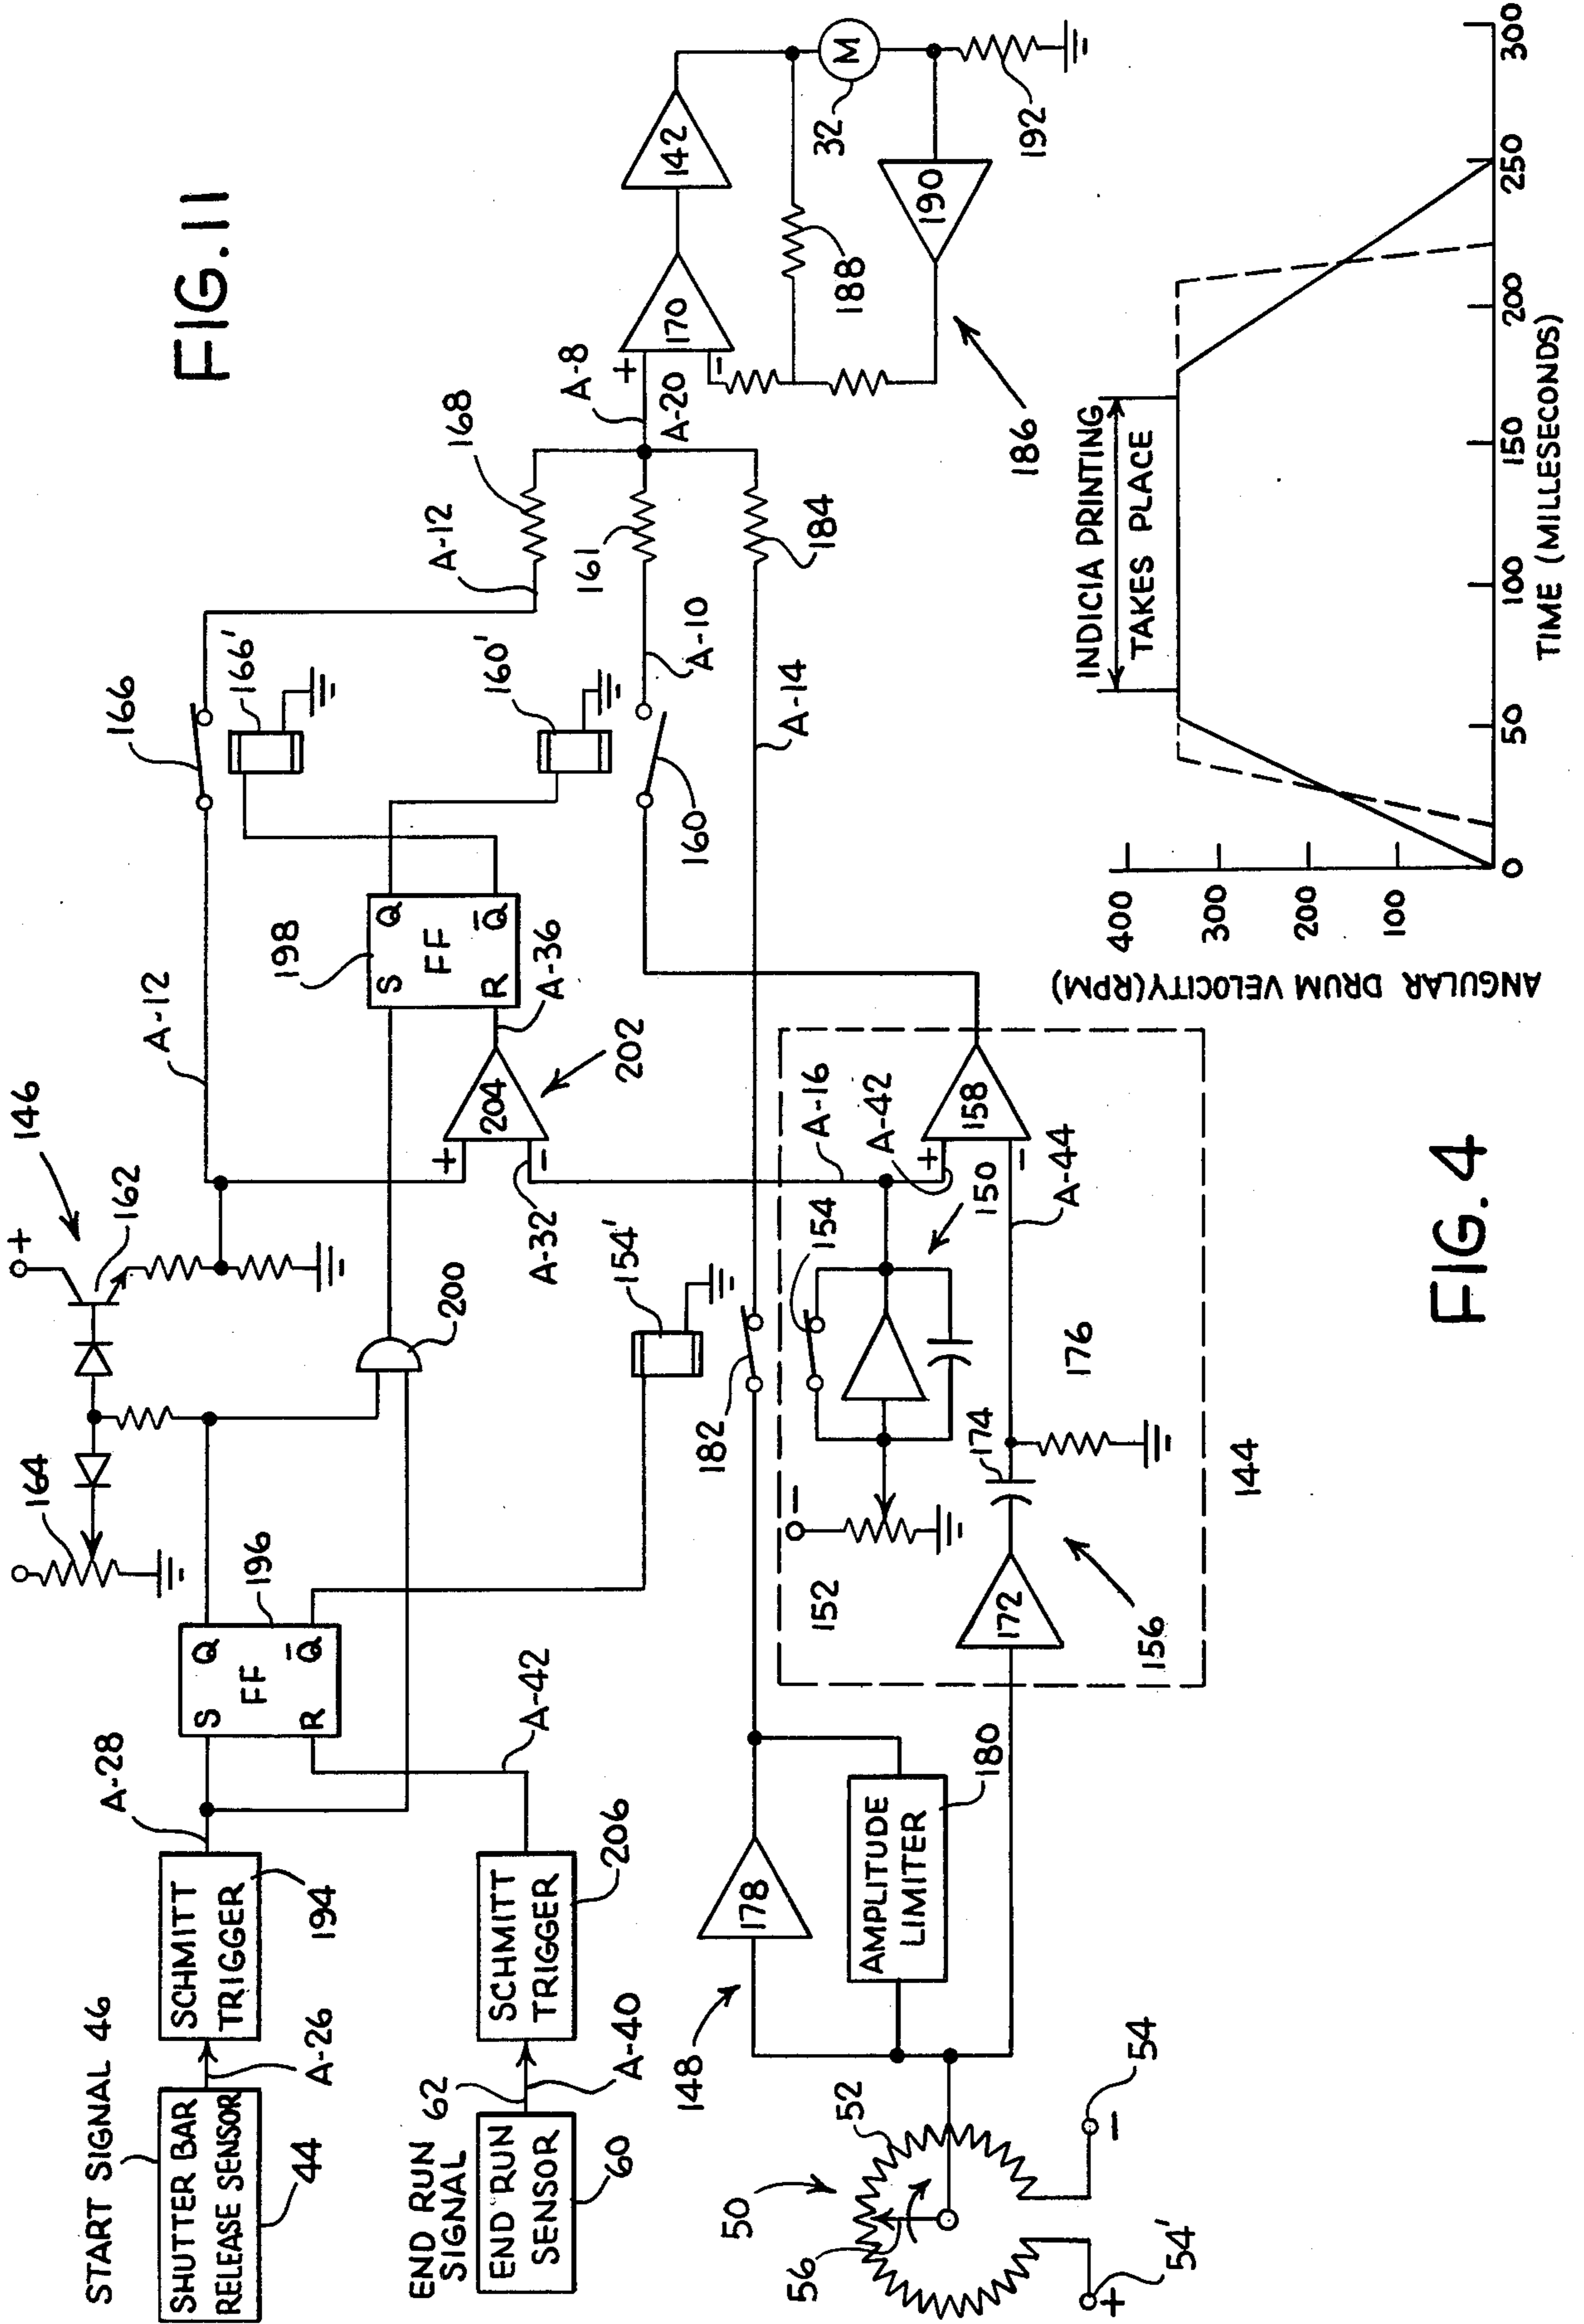 FIG. 11
START SIGNAL 46
SHUTTER BAR
RELEASE SENSOR
44
A-26
SCHMITT
TRIGGER
194
A-28
S
Q
FF
R
Q̅
196
164
+
162
146
A-12
166
166'
A-12
168
END RUN
SIGNAL 62
END RUN
SENSOR
60
A-40
SCHMITT
TRIGGER
206
A-42
200
154'
A-32
+
−
204
202
A-36
198
S
Q
FF
R
Q̅
160'
160
A-10
161
A-8
A-20
+
−
170
142
188
32
M
190
192
186
148
178
AMPLITUDE
LIMITER
180
182
A-14
184
50
52
56
54'
+
54
−
152
−
154
150
A-16
A-42
+
−
158
A-44
172
174
176
156
144
FIG. 4
ANGULAR DRUM VELOCITY(RPM)
400
300
200
100
INDICIA PRINTING
TAKES PLACE
0
50
100
150
200
250
300
TIME (MILLESECONDS)